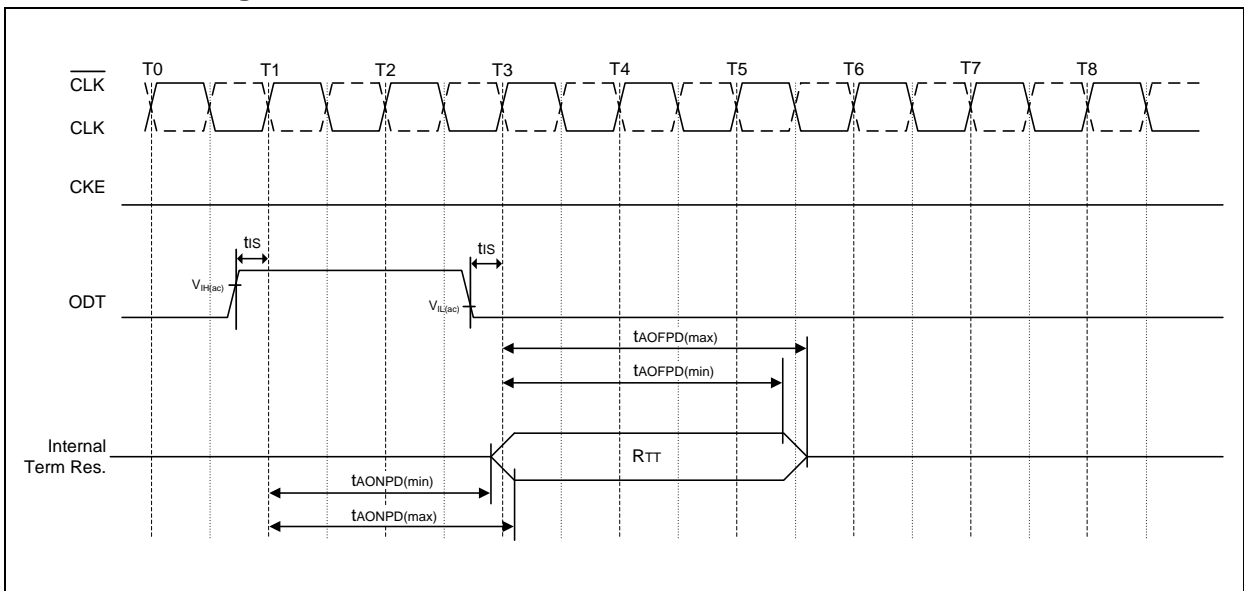 T0 T1 T2 T3 T4 T5 T6 T7 T8
CLK
CLK
CKE
tIS tIS
VIH(ac)
ODT
VIL(ac)
tAOFPD(max)
tAOFPD(min)
Internal
Term Res.
RTT
tAONPD(min)
tAONPD(max)